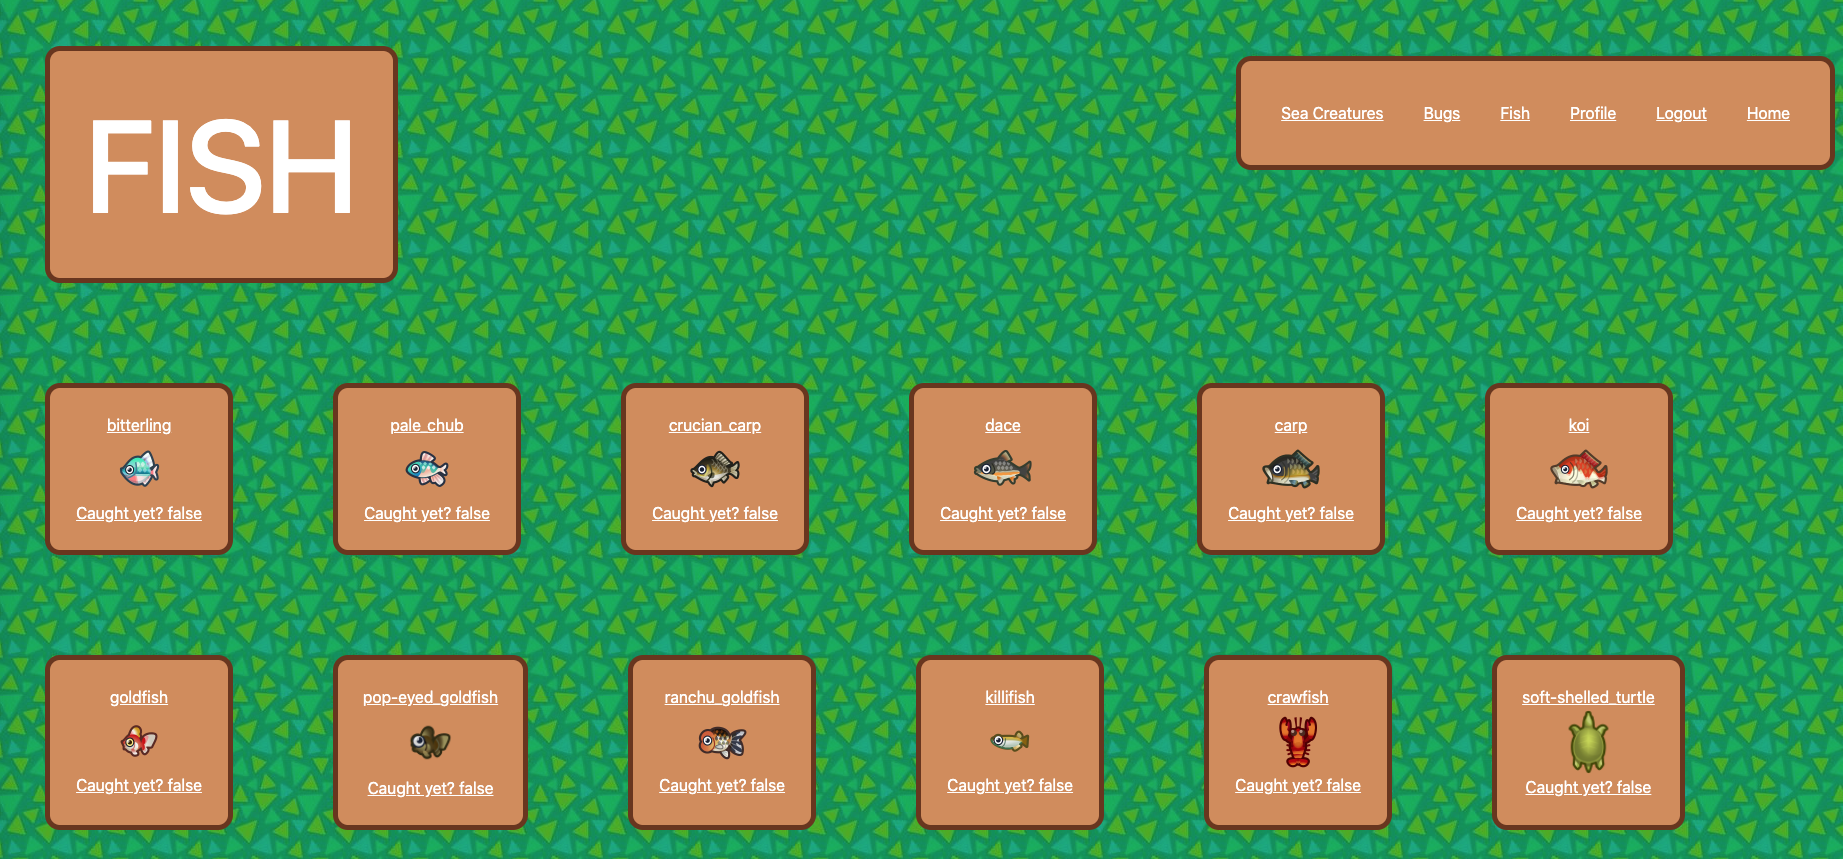 FISH
Sea Creatures Bugs Fish Profile Logout Home
bitterling
Caught yet? false
pale_chub
Caught yet? false
crucian_carp
Caught yet? false
dace
Caught yet? false
carp
Caught yet? false
koi
Caught yet? false
goldfish
Caught yet? false
pop-eyed_goldfish
Caught yet? false
ranchu_goldfish
Caught yet? false
killifish
Caught yet? false
crawfish
Caught yet? false
soft-shelled_turtle
Caught yet? false